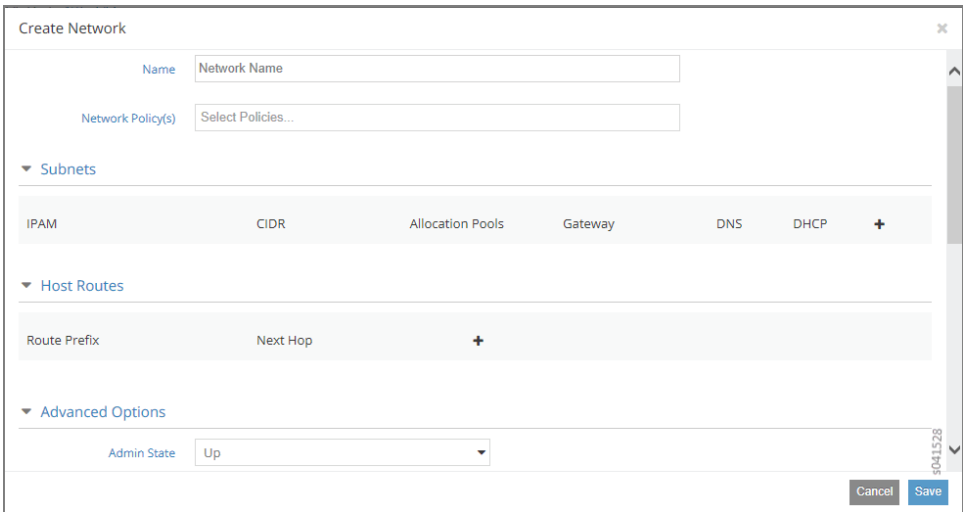 Create Network ×
Name Network Name
Network Policy(s) Select Policies...
Subnets
IPAM CIDR Allocation Pools Gateway DNS DHCP +
Host Routes
Route Prefix Next Hop +
Advanced Options
Admin State Up
s041528
Cancel Save